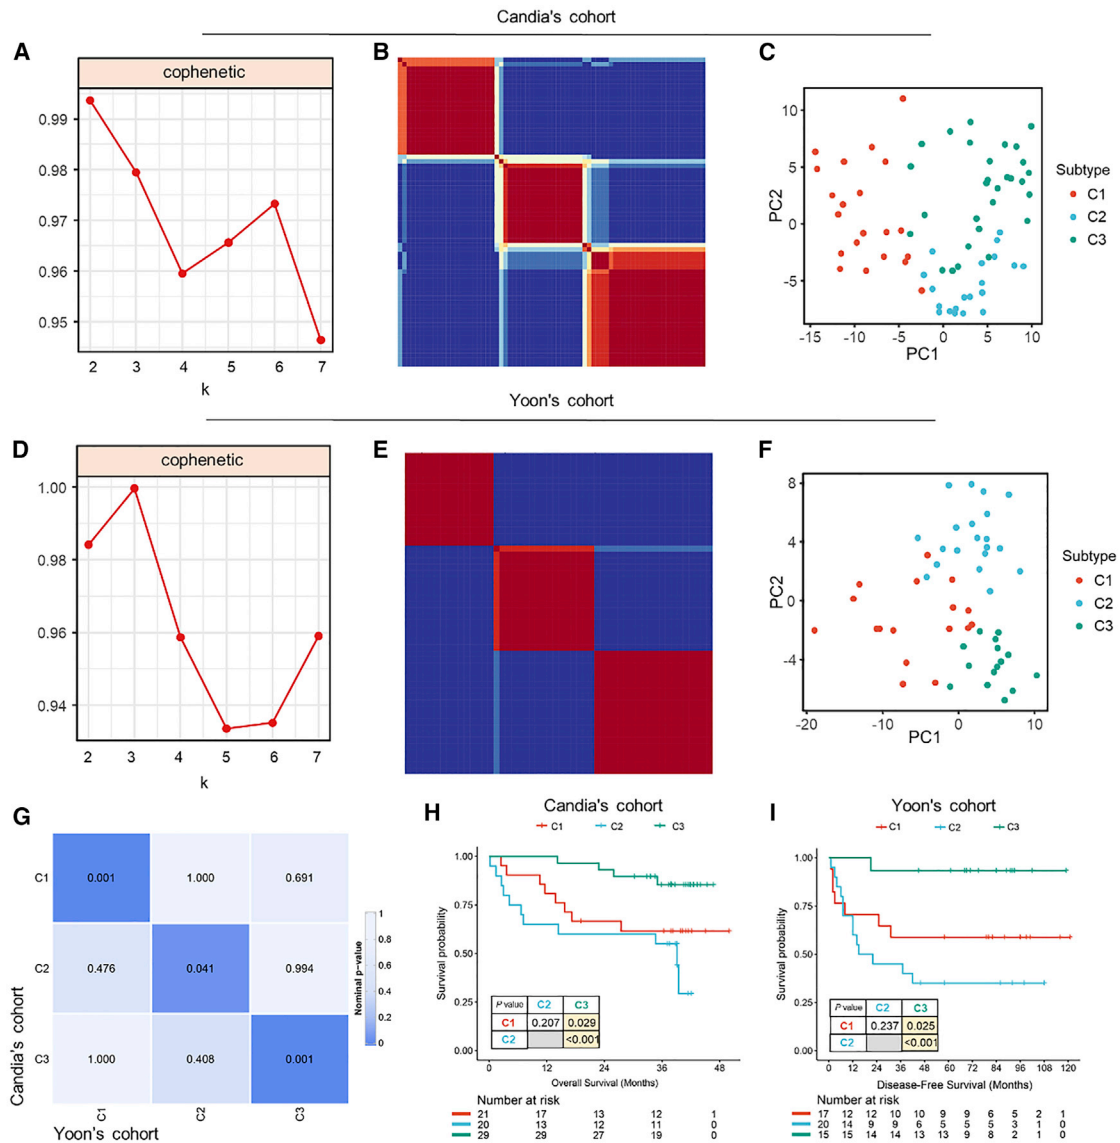 Candia's cohort
A
cophenetic
0.99
0.98
0.97
0.96
0.95
2 3 4 5 6 7
k
B
C
10
5
0
-5
PC2
-15 -10 -5 0 5 10
PC1
Subtype
C1
C2
C3
Yoon's cohort
D
cophenetic
1.00
0.98
0.96
0.94
2 3 4 5 6 7
k
E
F
8
4
0
-4
PC2
-20 -10 0 10
PC1
Subtype
C1
C2
C3
G
Candia's cohort
C1 0.001 1.000 0.691
C2 0.476 0.041 0.994
C3 1.000 0.408 0.001
C1 C2 C3
Yoon's cohort
Nominal p-value
1
0.8
0.6
0.4
0.2
0
H
Candia's cohort
C1 C2 C3
Survival probability
1.00
0.75
0.50
0.25
0.00
P value C2 C3
C1 0.207 0.029
C2 <0.001
0 12 24 36 48
Overall Survival (Months)
Number at risk
21 17 13 12 1
20 13 12 11 0
29 29 27 19 0
I
Yoon's cohort
C1 C2 C3
Survival probability
1.00
0.75
0.50
0.25
0.00
P value C2 C3
C1 0.237 0.025
C2 <0.001
0 12 24 36 48 60 72 84 96 108 120
Disease-Free Survival (Months)
Number at risk
17 12 12 10 10 9 9 6 5 2 1
20 14 9 9 6 5 5 5 3 1 0
15 15 14 14 13 13 9 8 2 1 0